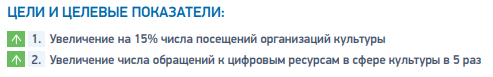 ЦЕЛИ И ЦЕЛЕВЫЕ ПОКАЗАТЕЛИ:
1. Увеличение на 15% числа посещений организаций культуры
2. Увеличение числа обращений к цифровым ресурсам в сфере культуры в 5 раз